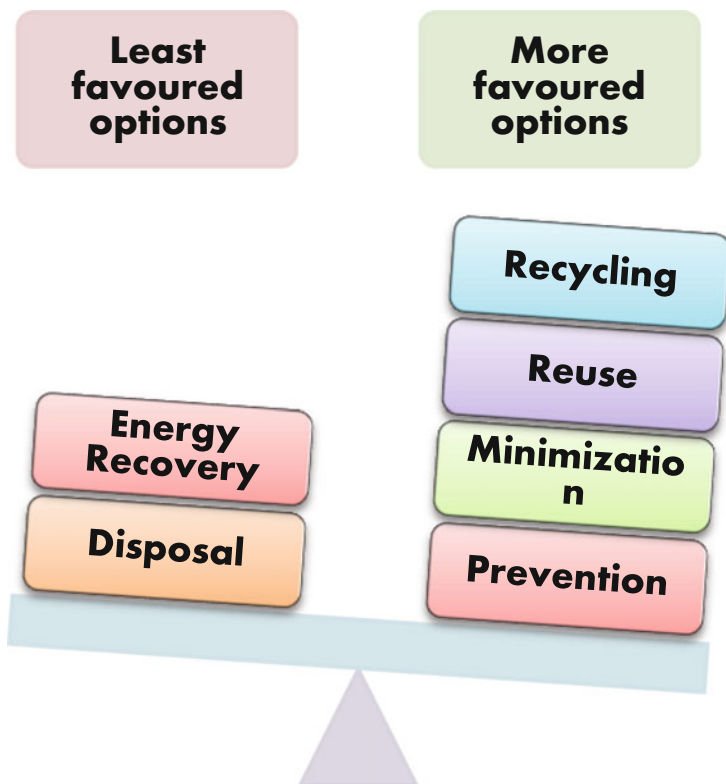 Least
favoured
options
More
favoured
options
Recycling
Reuse
Minimizatio
n
Prevention
Energy
Recovery
Disposal